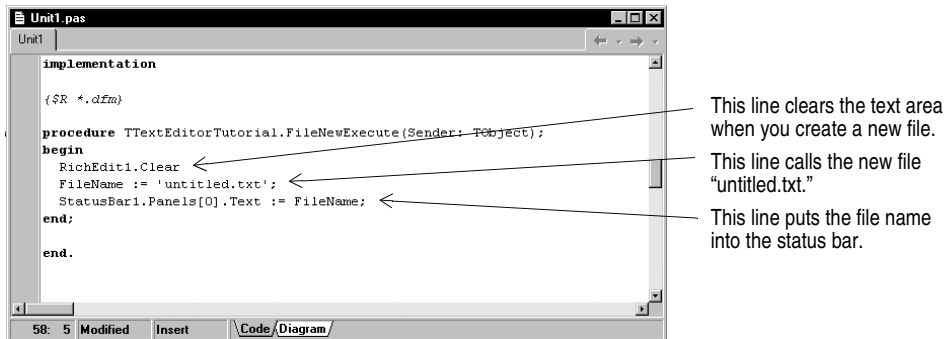 Unit1.pas
Unit1
implementation
{$R *.dfm}
procedure TTextEditorTutorial.FileNewExecute(Sender: TObject);
begin
RichEdit1.Clear
FileName := 'untitled.txt';
StatusBar1.Panels[0].Text := FileName;
end;
end.
58: 5 Modified Insert Code Diagram
This line clears the text area
when you create a new file.
This line calls the new file
“untitled.txt.”
This line puts the file name
into the status bar.